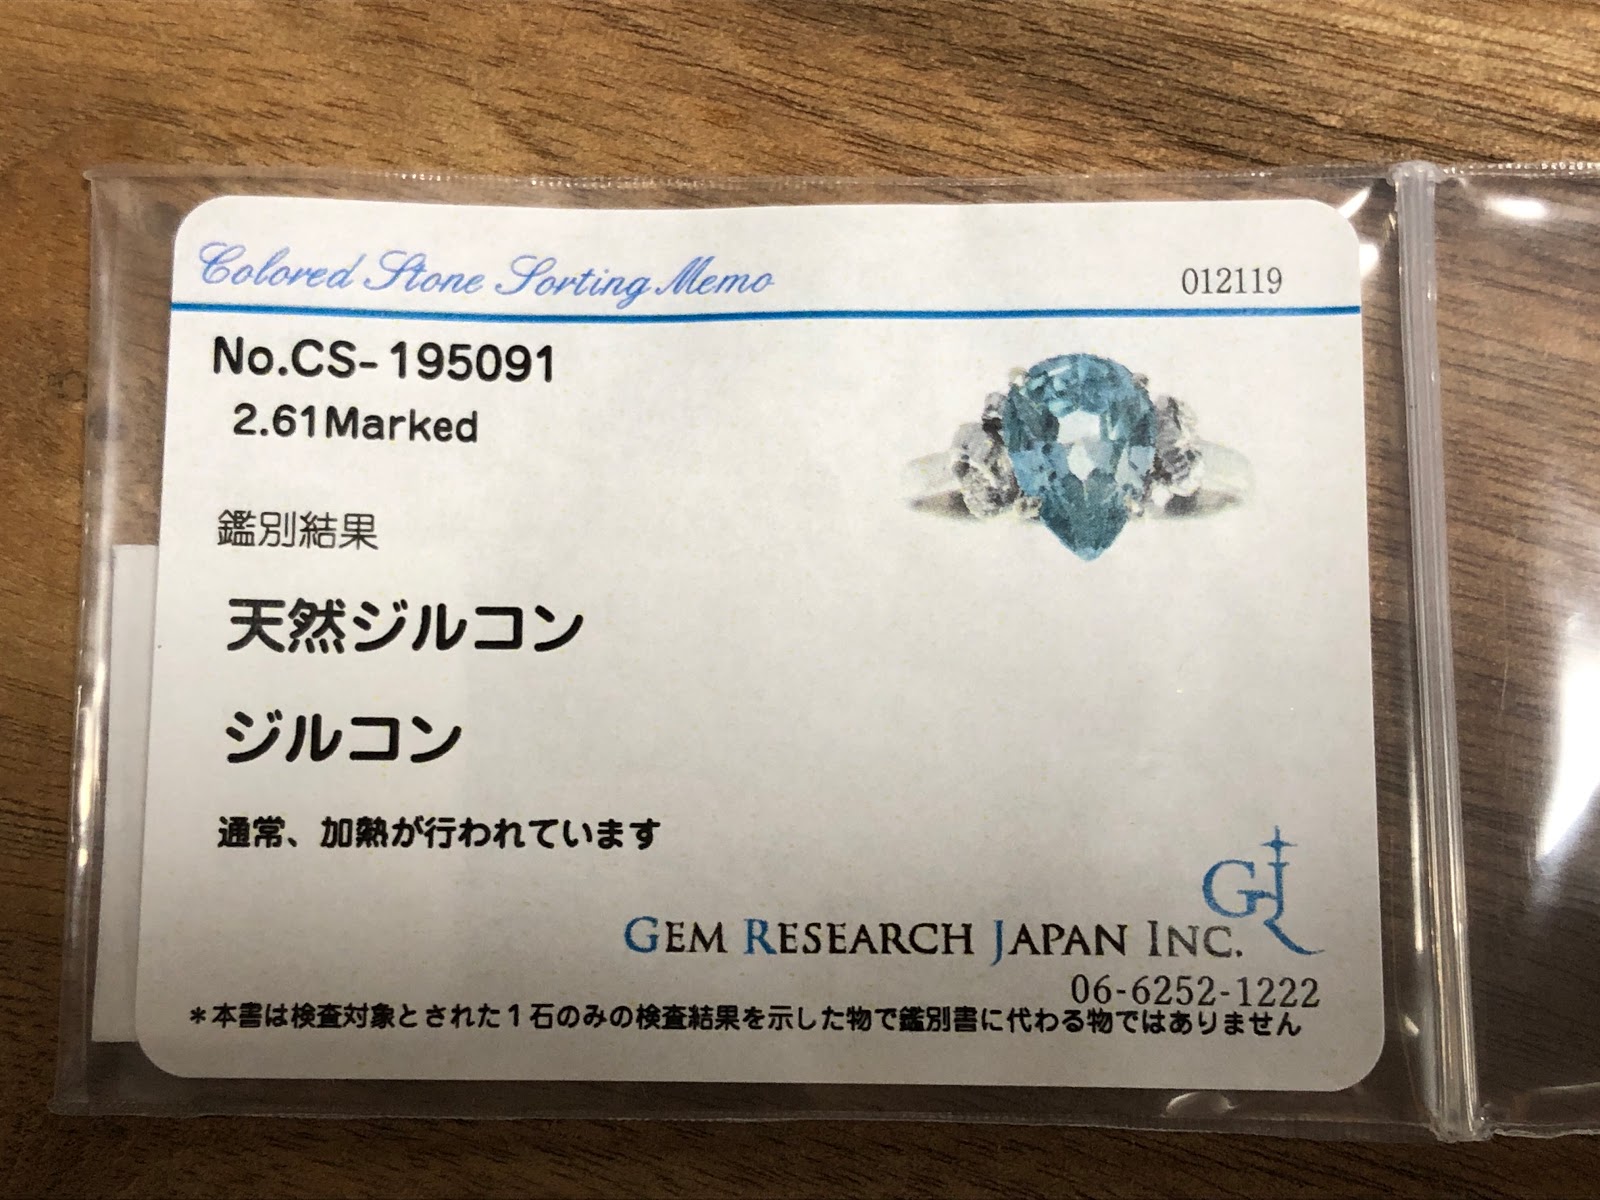 Colored Stone Sorting Memo
012119
No.CS-195091
2.61Marked
鑑別結果
天然ジルコン
ジルコン
通常、加熱が行われています
GEM RESEARCH JAPAN INC.
06-6252-1222
*本書は検査対象とされた1石のみの検査結果を示した物で鑑別書に代わる物ではありません